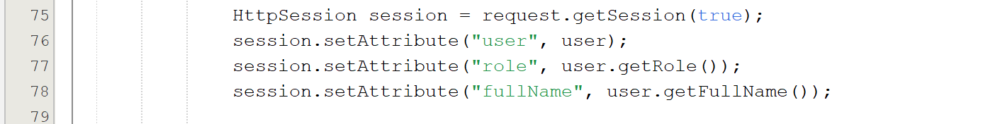 75 HttpSession session = request.getSession(true);
76 session.setAttribute("user", user);
77 session.setAttribute("role", user.getRole());
78 session.setAttribute("fullName", user.getFullName());
79